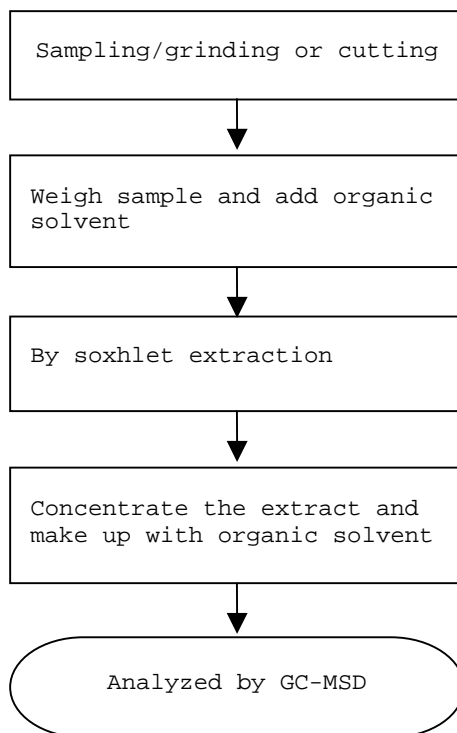 Sampling/grinding or cutting
Weigh sample and add organic
solvent
By soxhlet extraction
Concentrate the extract and
make up with organic solvent
Analyzed by GC-MSD